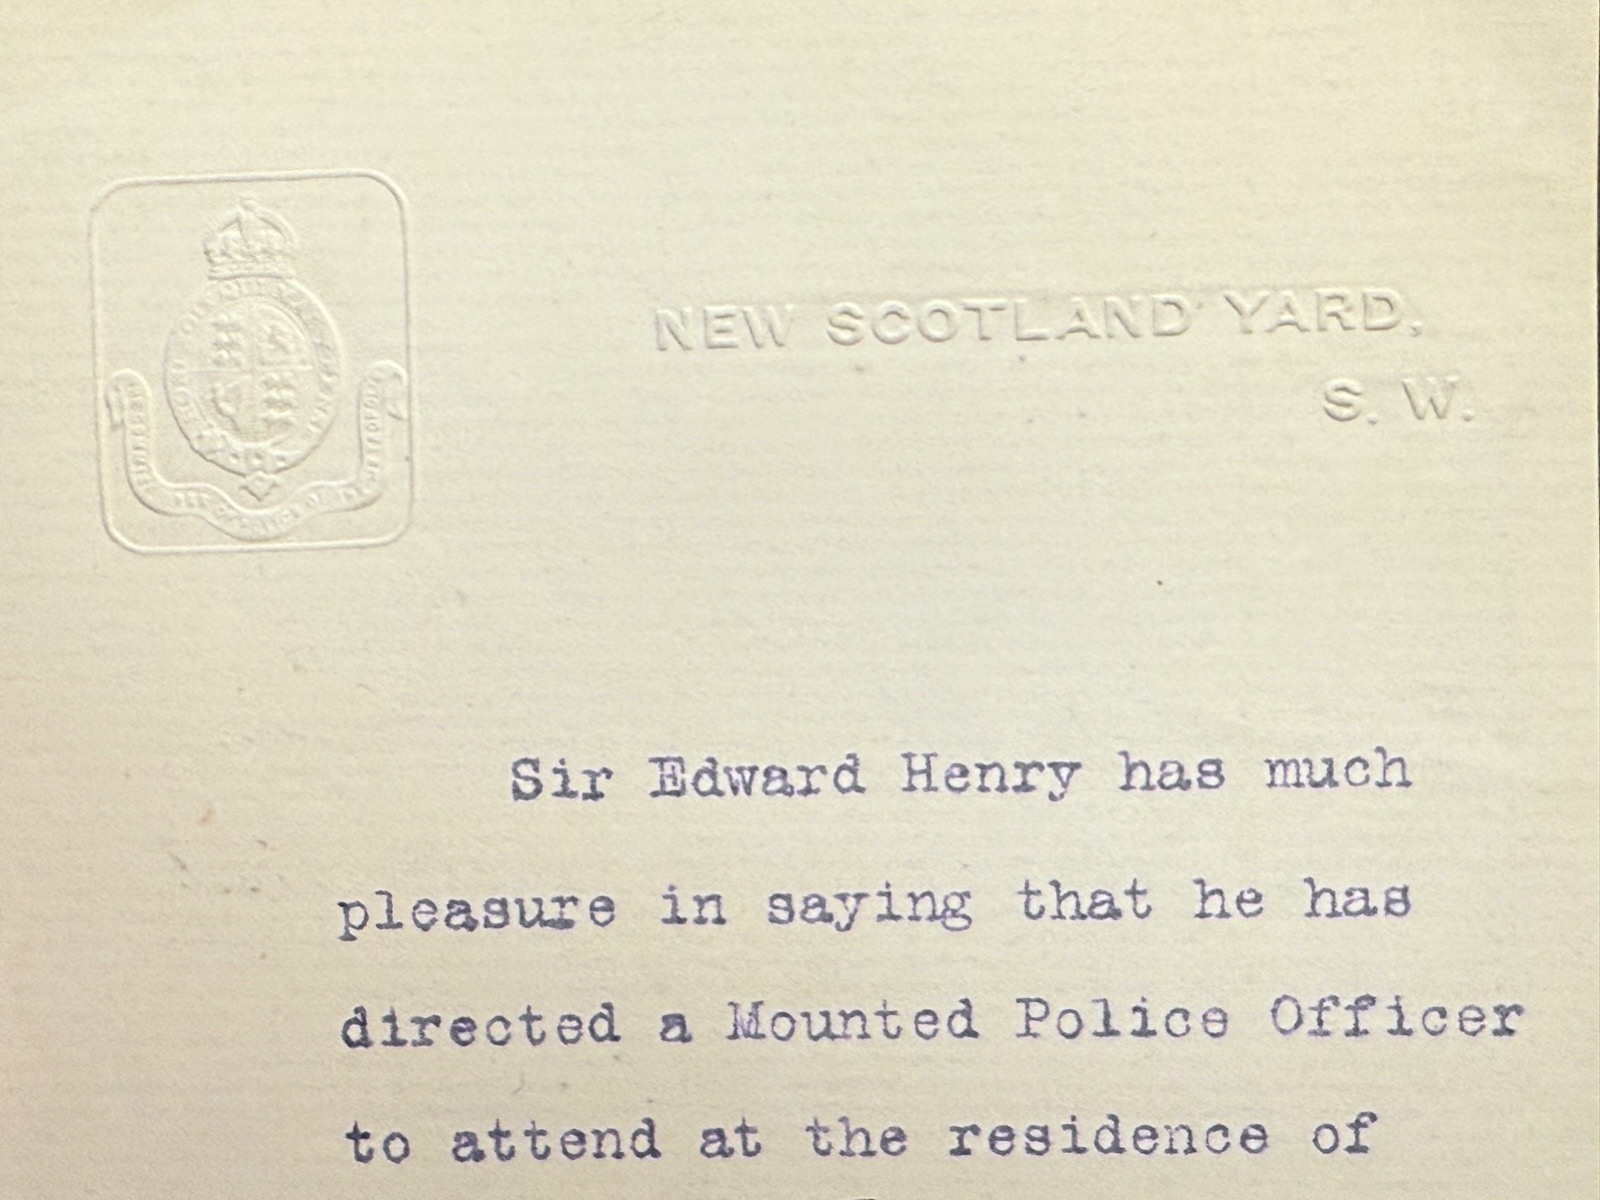 NEW SCOTLAND YARD,
S. W.
Sir Edward Henry has much
pleasure in saying that he has
directed a Mounted Police Officer
to attend at the residence of